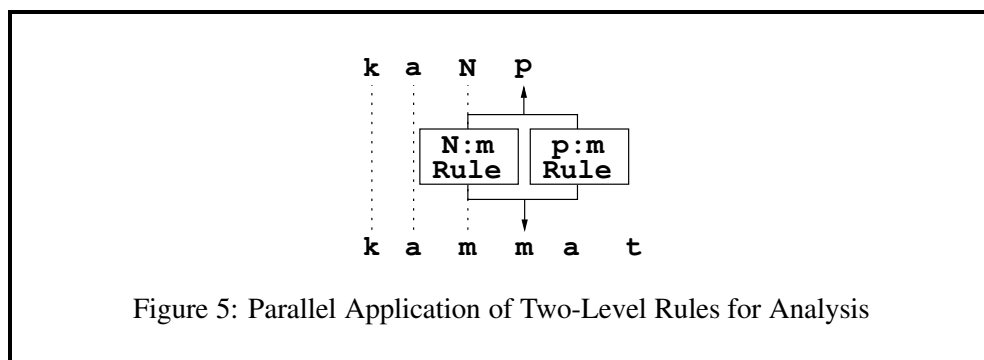 k a N p
N:m Rule
p:m Rule
k a m m a t
Figure 5: Parallel Application of Two-Level Rules for Analysis